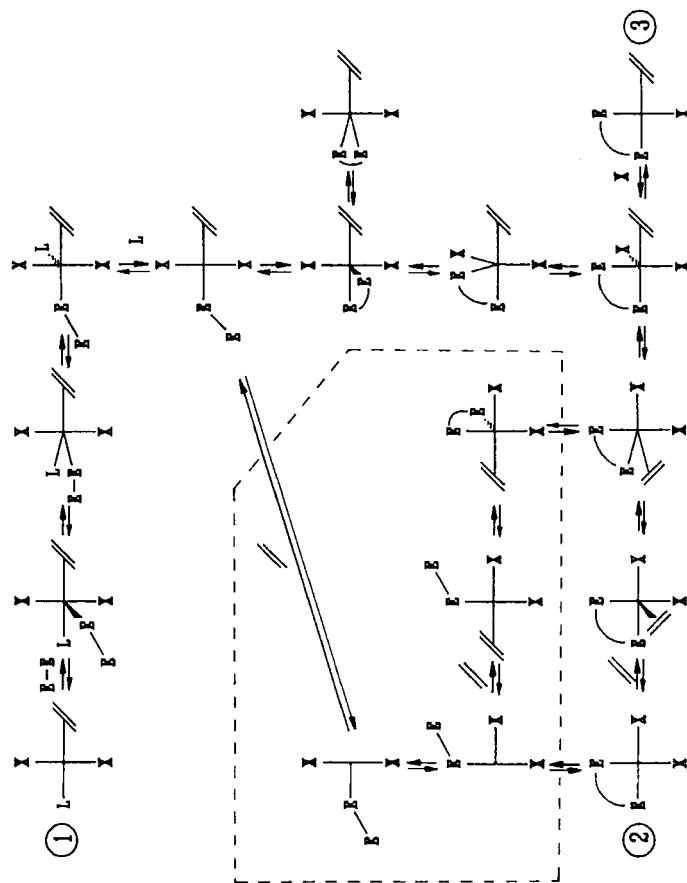 3
X X E X
E E
E X
X L X X X X X E X
E E E E
E
X X E E X E X X
L E-E E
X X E E X E X
L E E X
E
E-E
X X X X E X
L E E E
E
1 2